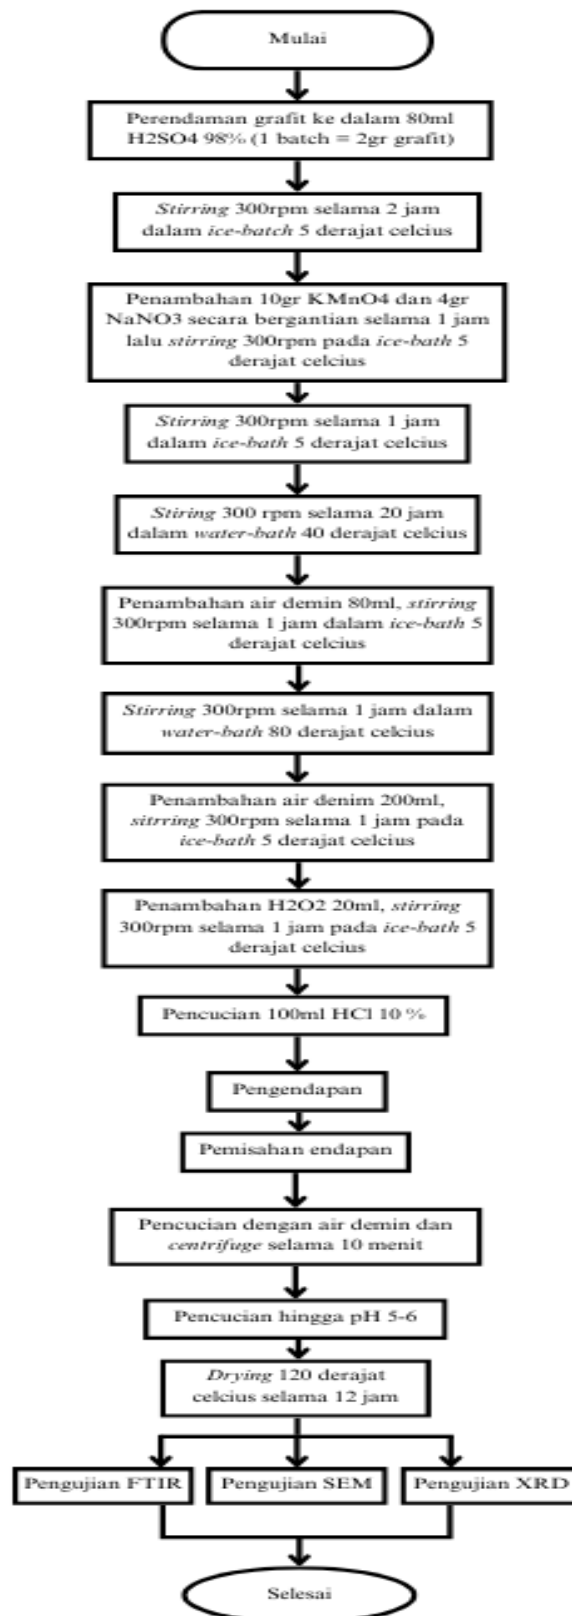 Mulai
Perendaman grafit ke dalam 80ml
H2SO4 98% (1 batch = 2gr grafit)
Stirring 300rpm selama 2 jam
dalam ice-batch 5 derajat celcius
Penambahan 10gr KMnO4 dan 4gr
NaNO3 secara bergantian selama 1 jam
lalu stirring 300rpm pada ice-bath 5
derajat celcius
Stirring 300rpm selama 1 jam
dalam ice-bath 5 derajat celcius
Stiring 300 rpm selama 20 jam
dalam water-bath 40 derajat celcius
Penambahan air demin 80ml, stirring
300rpm selama 1 jam dalam ice-bath 5
derajat celcius
Stirring 300rpm selama 1 jam dalam
water-bath 80 derajat celcius
Penambahan air denim 200ml,
sitrring 300rpm selama 1 jam pada
ice-bath 5 derajat celcius
Penambahan H2O2 20ml, stirring
300rpm selama 1 jam pada ice-bath 5
derajat celcius
Pencucian 100ml HCl 10 %
Pengendapan
Pemisahan endapan
Pencucian dengan air demin dan
centrifuge selama 10 menit
Pencucian hingga pH 5-6
Drying 120 derajat
celcius selama 12 jam
Pengujian FTIR
Pengujian SEM
Pengujian XRD
Selesai